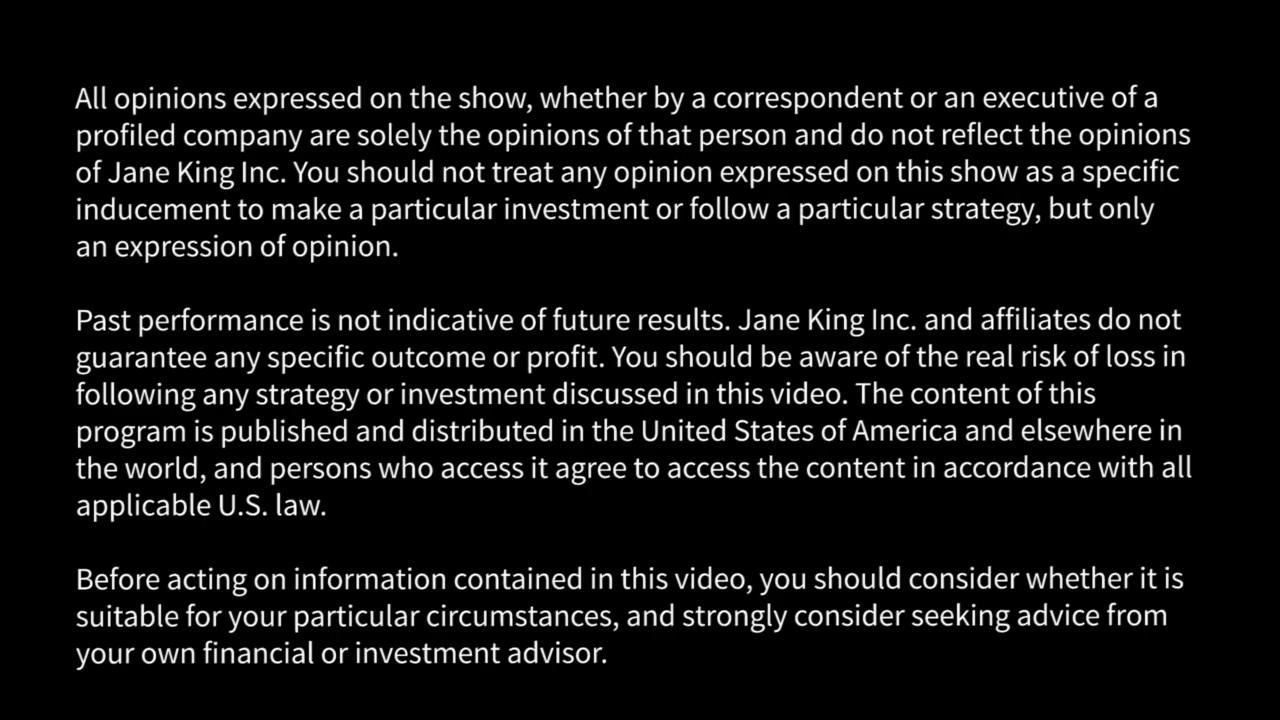 All opinions expressed on the show, whether by a correspondent or an executive of a
profiled company are solely the opinions of that person and do not reflect the opinions
of Jane King Inc. You should not treat any opinion expressed on this show as a specific
inducement to make a particular investment or follow a particular strategy, but only
an expression of opinion.
Past performance is not indicative of future results. Jane King Inc. and affiliates do not
guarantee any specific outcome or profit. You should be aware of the real risk of loss in
following any strategy or investment discussed in this video. The content of this
program is published and distributed in the United States of America and elsewhere in
the world, and persons who access it agree to access the content in accordance with all
applicable U.S. law.
Before acting on information contained in this video, you should consider whether it is
suitable for your particular circumstances, and strongly consider seeking advice from
your own financial or investment advisor.